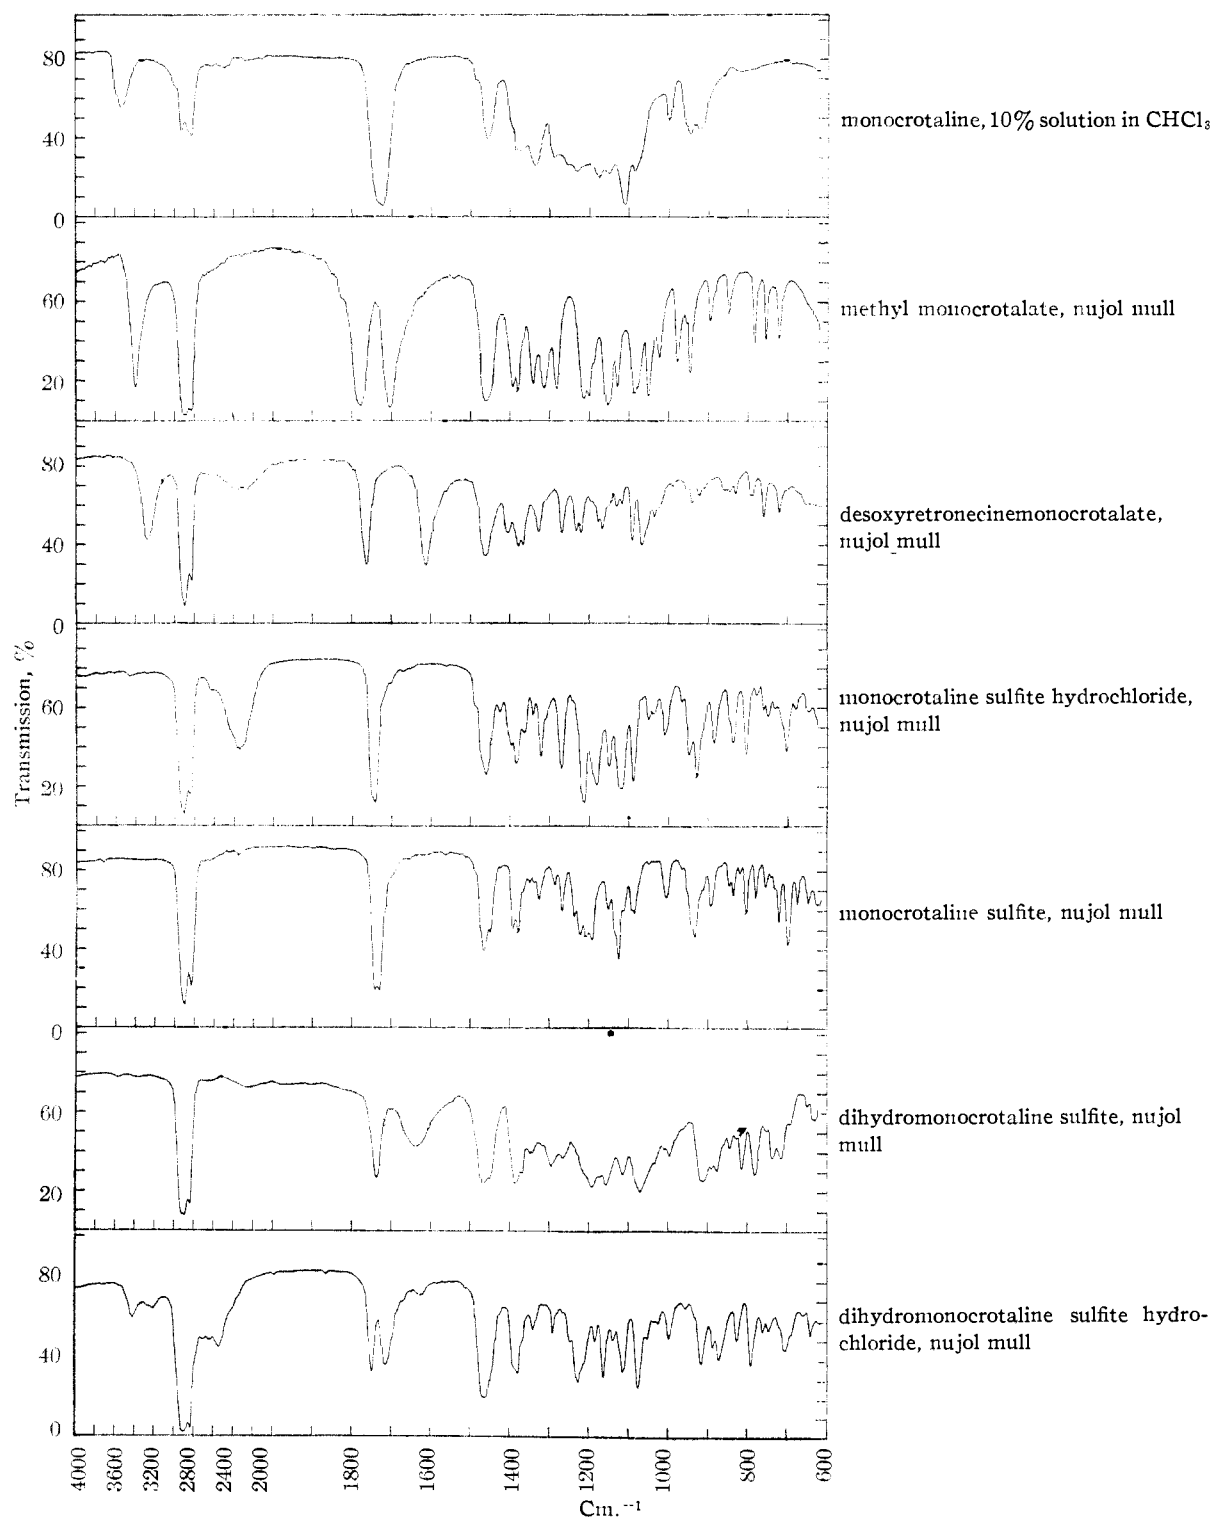 80
monocrotaline, 10% solution in CHCl₃
40
0
60
methyl monocrotalate, nujol mull
20
80
desoxyretronecinemonocrotalate,
nujol mull
40
0
Transmission, %
60
monocrotaline sulfite hydrochloride,
nujol mull
20
80
monocrotaline sulfite, nujol mull
40
0
60
dihydromonocrotaline sulfite, nujol
mull
20
80
dihydromonocrotaline sulfite hydro-
chloride, nujol mull
40
0
4000 3600 3200 2800 2400 2000 1800 1600 1400 1200 1000 800 600
Cm.⁻¹